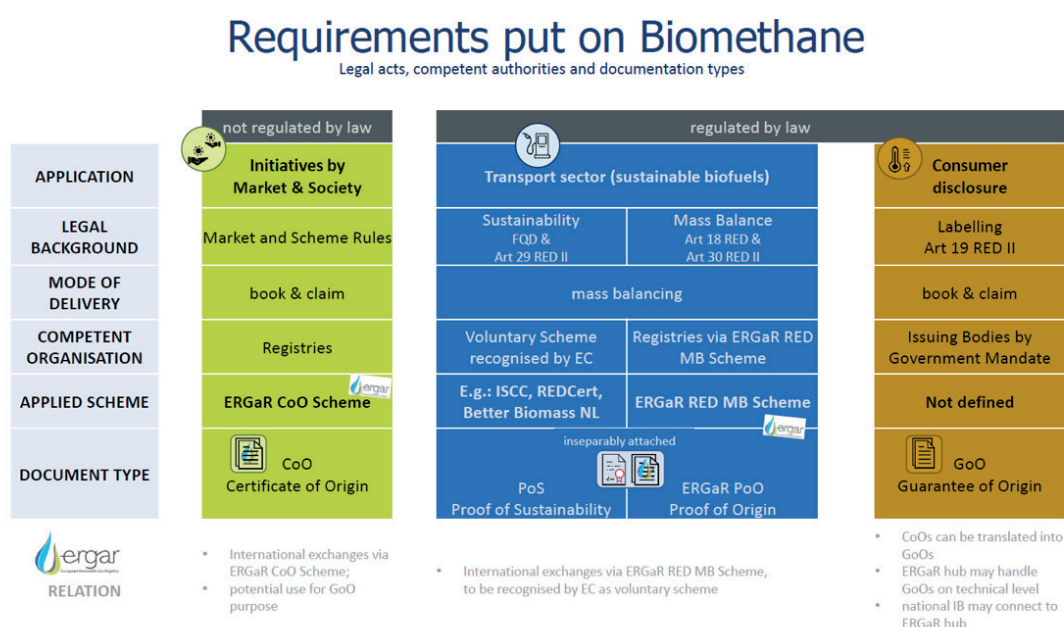 Requirements put on Biomethane
Legal acts, competent authorities and documentation types
not regulated by law
regulated by law
APPLICATION
Initiatives by
Market & Society
Transport sector (sustainable biofuels)
Consumer
disclosure
LEGAL
BACKGROUND
Market and Scheme Rules
Sustainability
FQD &
Art 29 RED II
Mass Balance
Art 18 RED &
Art 30 RED II
Labelling
Art 19 RED II
MODE OF
DELIVERY
book & claim
mass balancing
book & claim
COMPETENT
ORGANISATION
Registries
Voluntary Scheme
recognised by EC
Registries via ERGaR RED
MB Scheme
Issuing Bodies by
Government Mandate
APPLIED SCHEME
ergar
ERGaR CoO Scheme
E.g.: ISCC, REDCert,
Better Biomass NL
ERGaR RED MB Scheme
ergar
Not defined
DOCUMENT TYPE
CoO
Certificate of Origin
inseparably attached
PoS
Proof of Sustainability
ERGaR PoO
Proof of Origin
GoO
Guarantee of Origin
ergar
RELATION
• International exchanges via
ERGaR CoO Scheme;
• potential use for GoO
purpose
• International exchanges via ERGaR RED MB Scheme,
to be recognised by EC as voluntary scheme
• CoOs can be translated into
GoOs
• ERGaR hub may handle
GoOs on technical level
• national IB may connect to
ERGaR hub